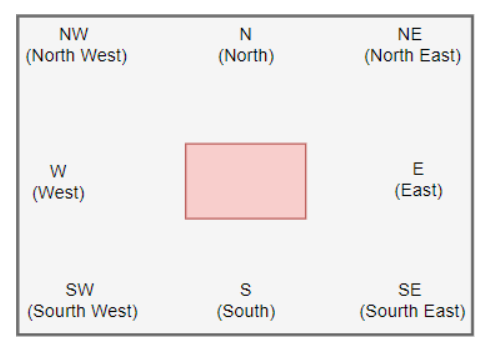 NW
(North West)
N
(North)
NE
(North East)
W
(West)
E
(East)
SW
(Sourth West)
S
(South)
SE
(Sourth East)